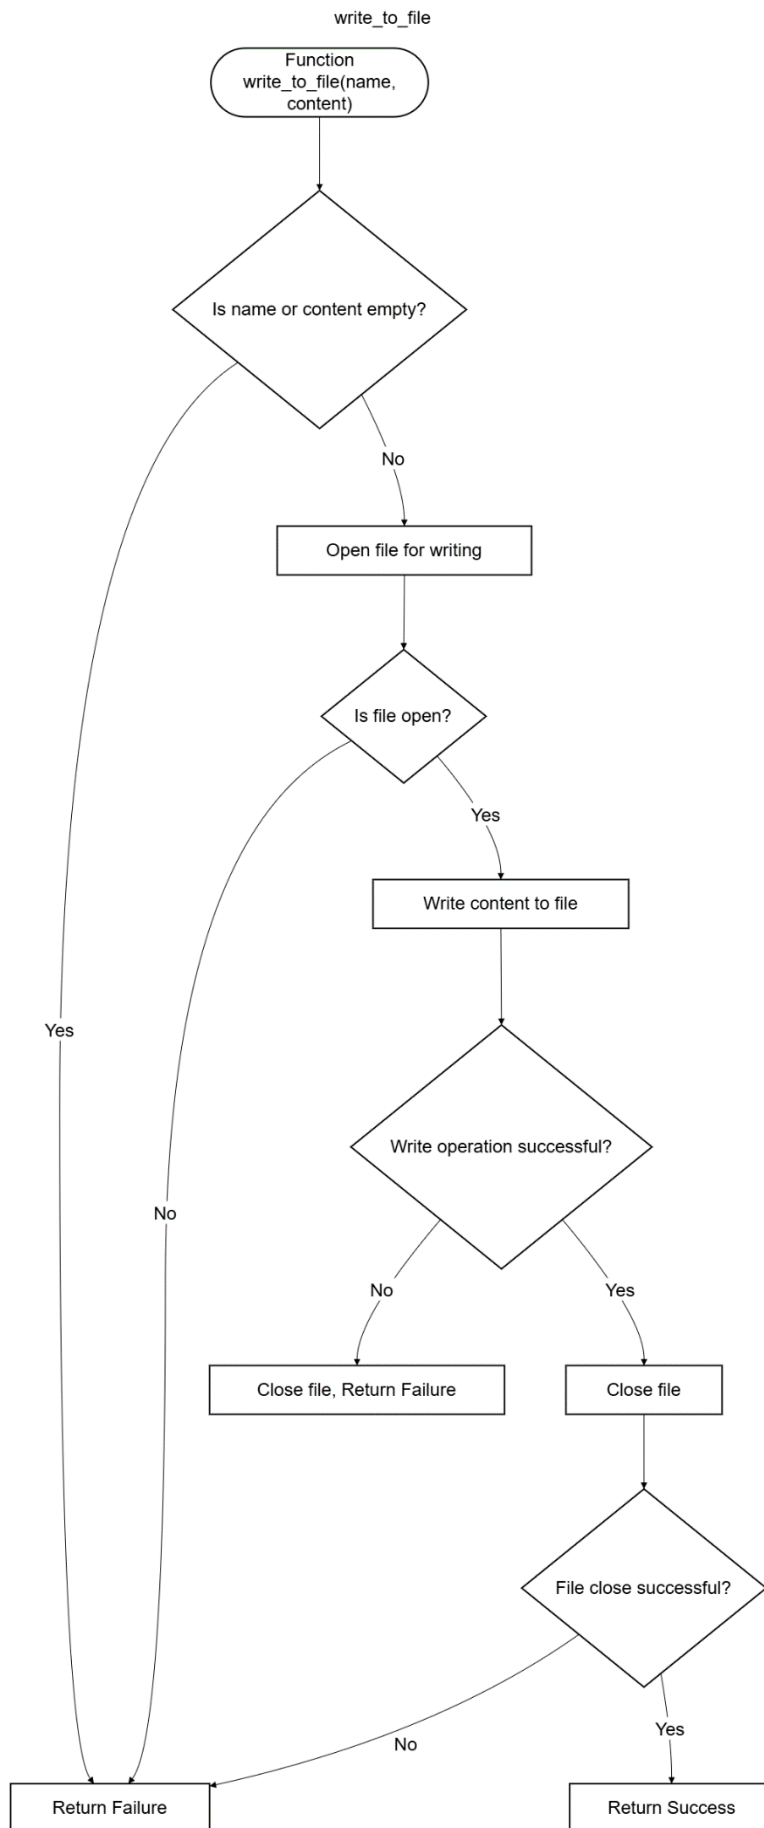 write_to_file
Function
write_to_file(name,
content)
Is name or content empty?
No
Open file for writing
Is file open?
Yes
Write content to file
Yes
Write operation successful?
No
No
Yes
Close file, Return Failure
Close file
File close successful?
No
Yes
Return Failure
Return Success